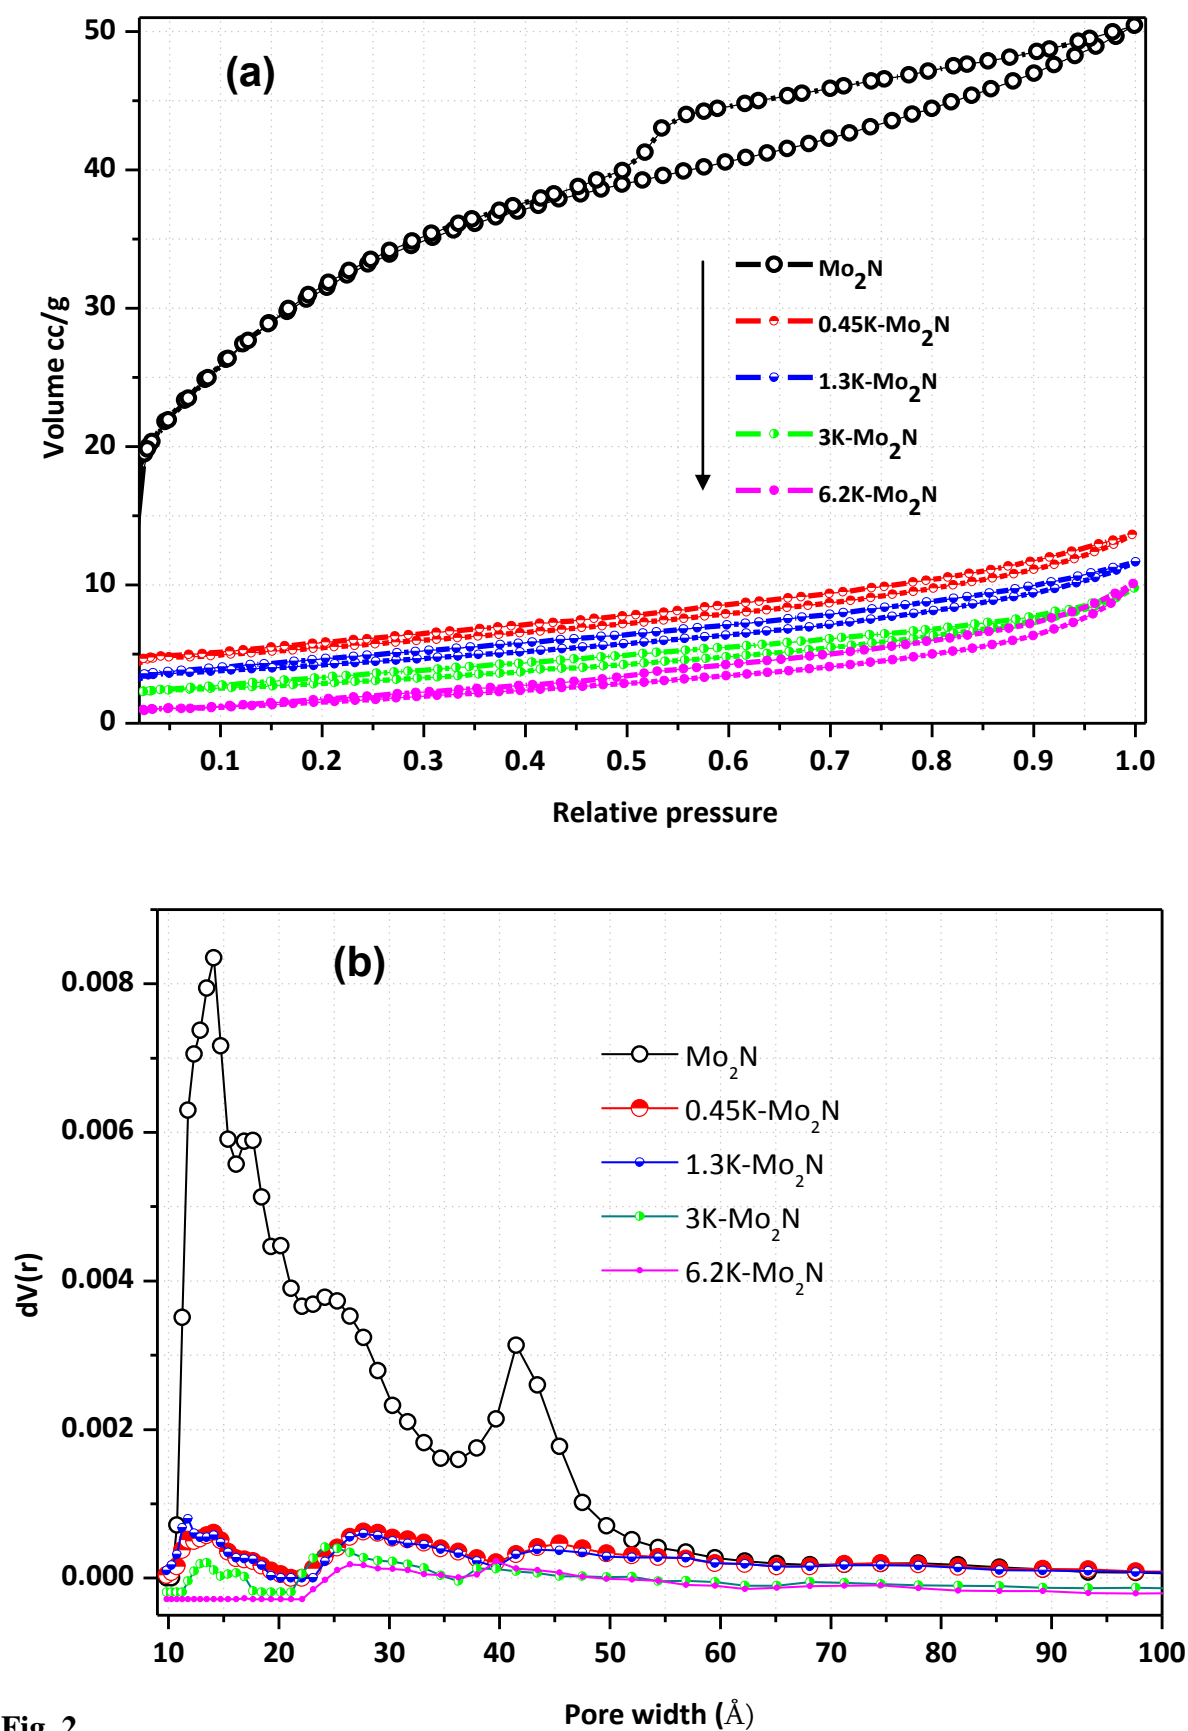 (a)
50
40
30
20
10
0
Volume cc/g
Mo2N
0.45K-Mo2N
1.3K-Mo2N
3K-Mo2N
6.2K-Mo2N
0.1 0.2 0.3 0.4 0.5 0.6 0.7 0.8 0.9 1.0
Relative pressure
(b)
0.008
0.006
0.004
0.002
0.000
dV(r)
Mo2N
0.45K-Mo2N
1.3K-Mo2N
3K-Mo2N
6.2K-Mo2N
10 20 30 40 50 60 70 80 90 100
Pore width (Å)
Fig. 2